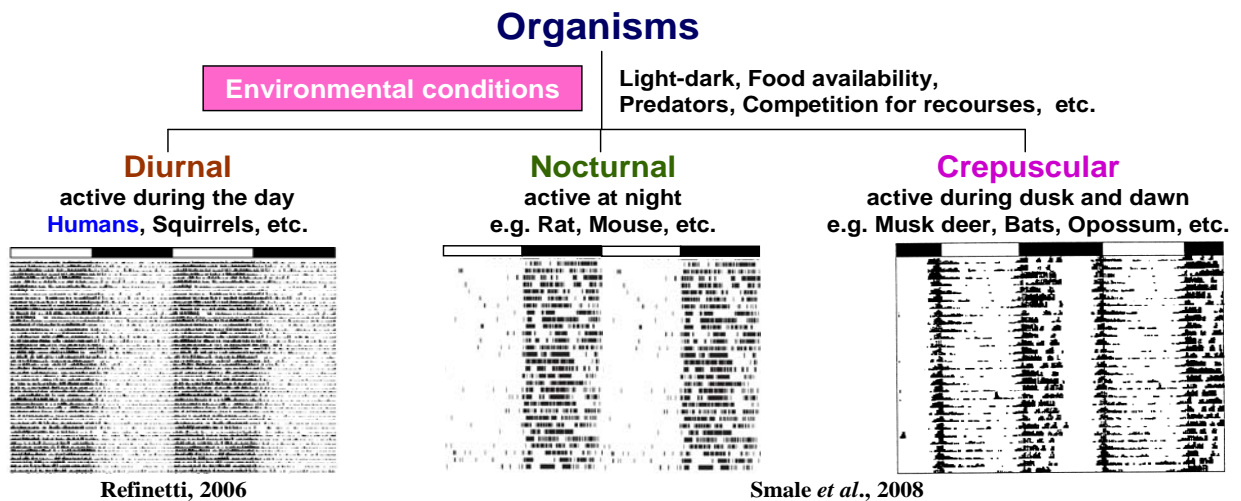 Organisms
Environmental conditions
Light-dark, Food availability,
Predators, Competition for recourses, etc.
Diurnal
active during the day
Humans, Squirrels, etc.
Nocturnal
active at night
e.g. Rat, Mouse, etc.
Crepuscular
active during dusk and dawn
e.g. Musk deer, Bats, Opossum, etc.
Refinetti, 2006
Smale et al., 2008